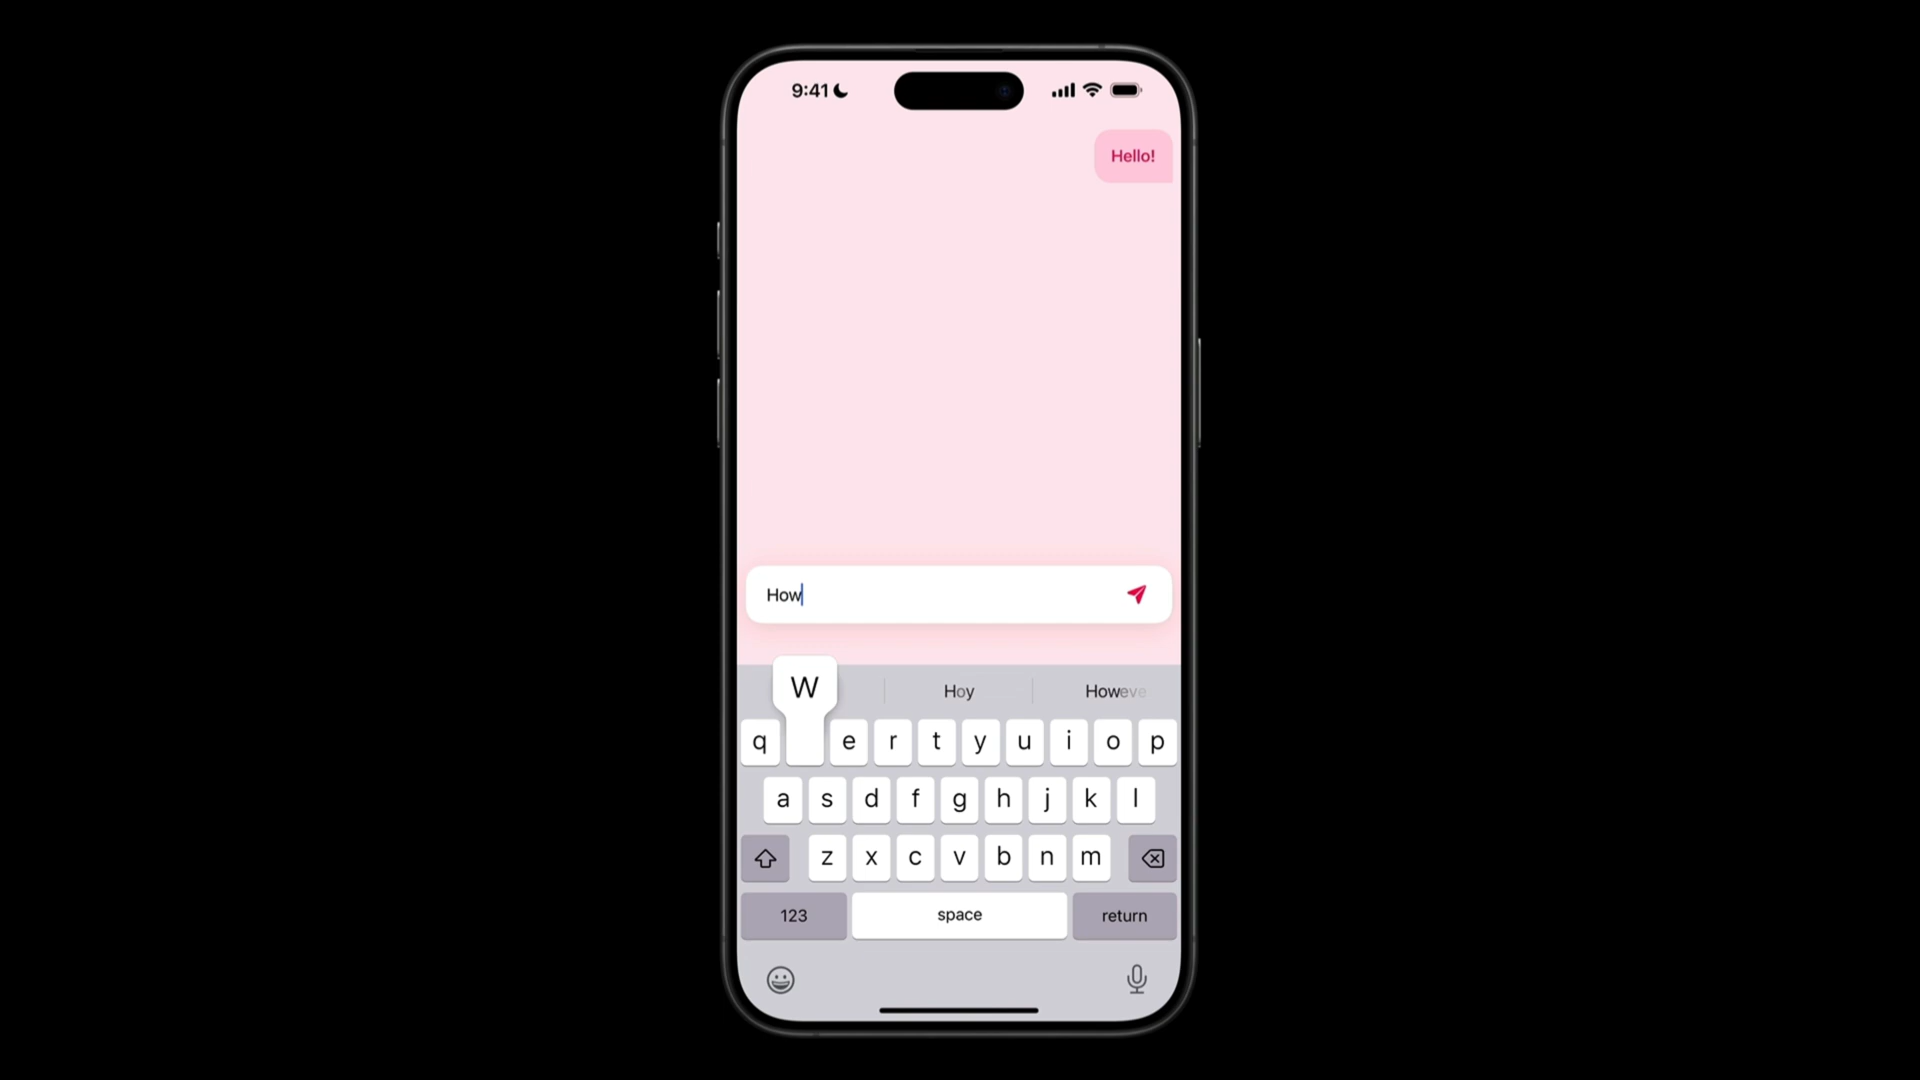 9:41
Hello!
How
W
Hoy Howeve
q e r t y u i o p
a s d f g h j k l
z x c v b n m
123 space return